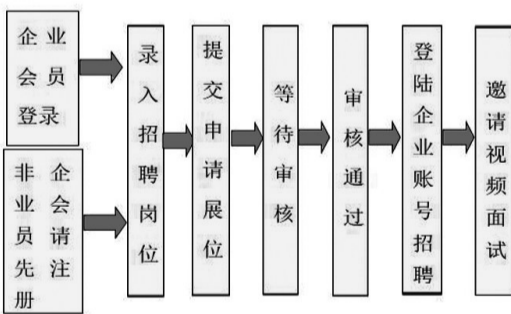 企业
会员
登录
非企
业会
员请
先注
册
录入招聘岗位
提交申请展位
等待审核
审核通过
登陆企业账号招聘
邀请视频面试